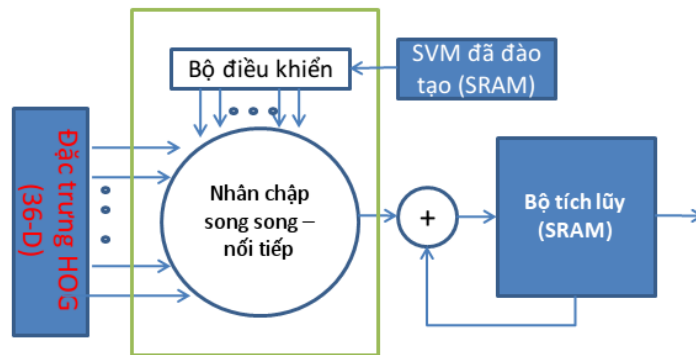 Bộ điều khiển
SVM đã đào
tạo (SRAM)
Đặc trưng HOG
(36-D)
Nhân chập
song song –
nối tiếp
+
Bộ tích lũy
(SRAM)